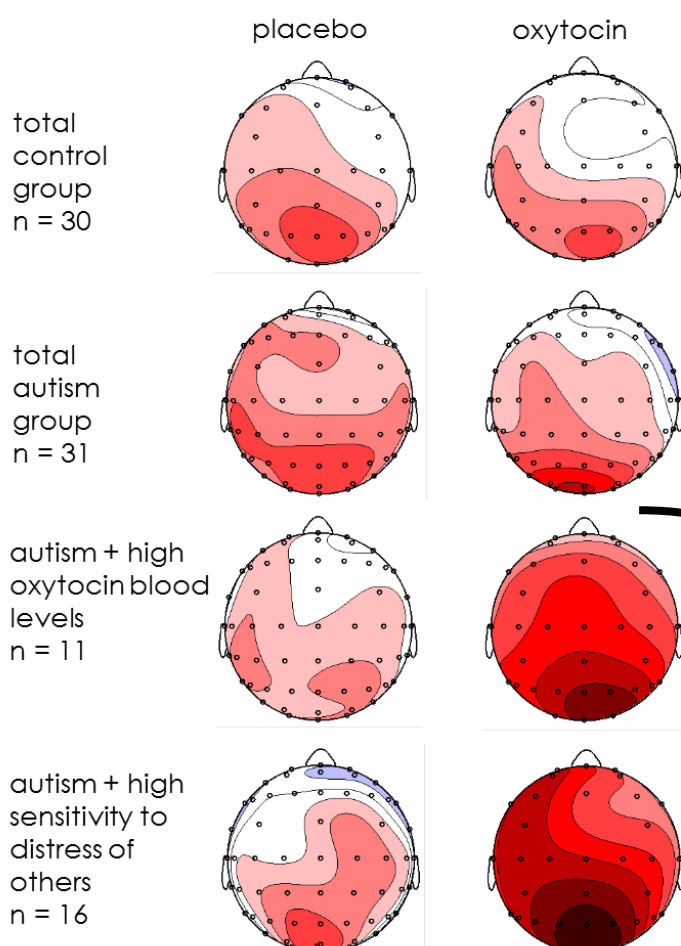 placebo
oxytocin
total
control
group
n = 30
total
autism
group
n = 31
autism + high
oxytocin blood
levels
n = 11
autism + high
sensitivity to
distress of
others
n = 16